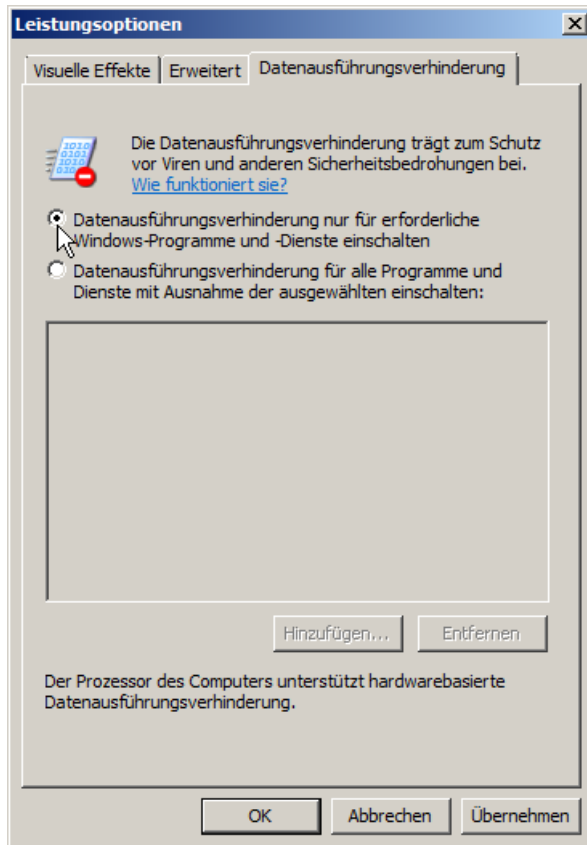 Leistungsoptionen
Visuelle Effekte Erweitert Datenausführungsverhinderung
Die Datenausführungsverhinderung trägt zum Schutz
vor Viren und anderen Sicherheitsbedrohungen bei.
Wie funktioniert sie?
Datenausführungsverhinderung nur für erforderliche
Windows-Programme und -Dienste einschalten
Datenausführungsverhinderung für alle Programme und
Dienste mit Ausnahme der ausgewählten einschalten:
Hinzufügen... Entfernen
Der Prozessor des Computers unterstützt hardwarebasierte
Datenausführungsverhinderung.
OK Abbrechen Übernehmen